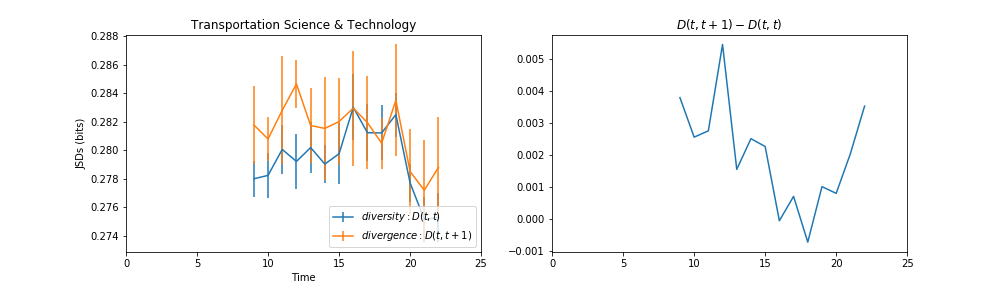 Transportation Science & Technology
JSDs (bits)
0.288
0.286
0.284
0.282
0.280
0.278
0.276
0.274
0 5 10 15 20 25
Time
diversity: D(t, t)
divergence: D(t, t+1)
D(t, t+1) − D(t, t)
0.005
0.004
0.003
0.002
0.001
0.000
−0.001
0 5 10 15 20 25